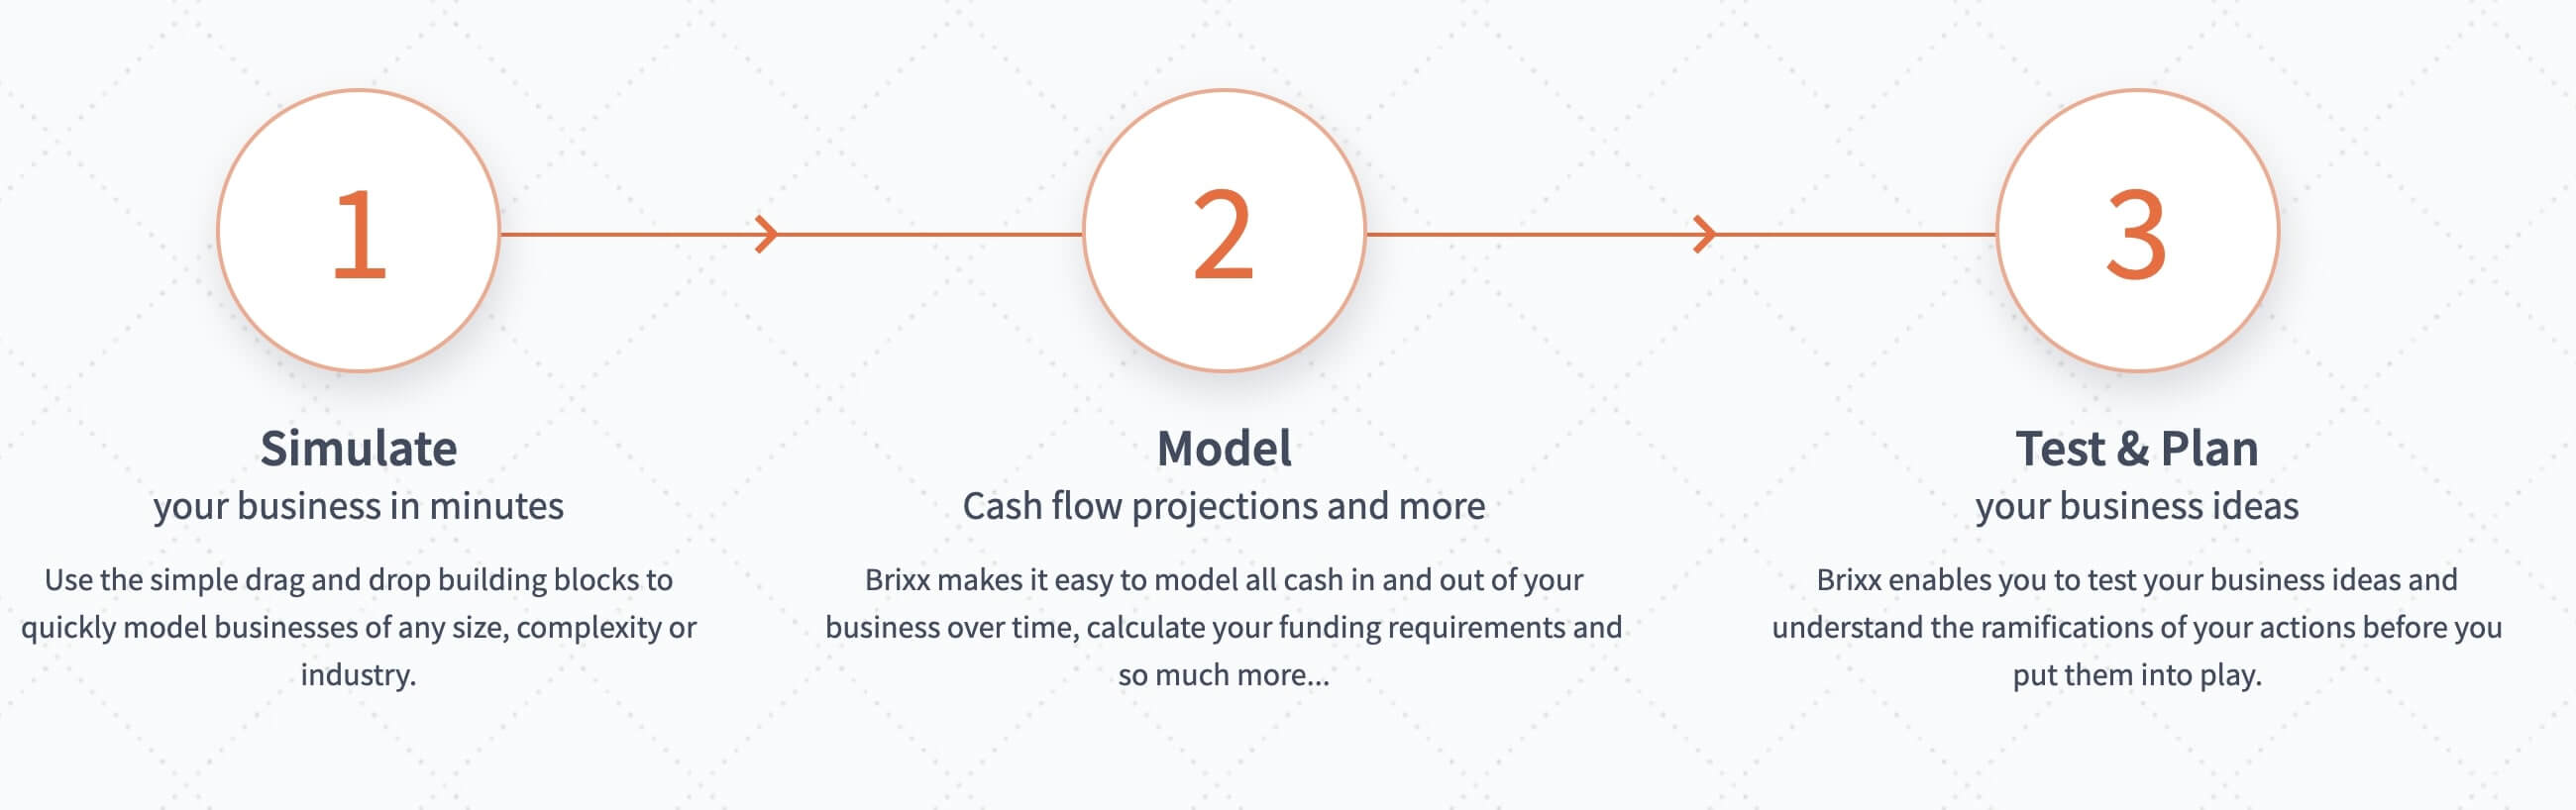 1
Simulate
your business in minutes
Use the simple drag and drop building blocks to
quickly model businesses of any size, complexity or
industry.
2
Model
Cash flow projections and more
Brixx makes it easy to model all cash in and out of your
business over time, calculate your funding requirements and
so much more...
3
Test & Plan
your business ideas
Brixx enables you to test your business ideas and
understand the ramifications of your actions before you
put them into play.